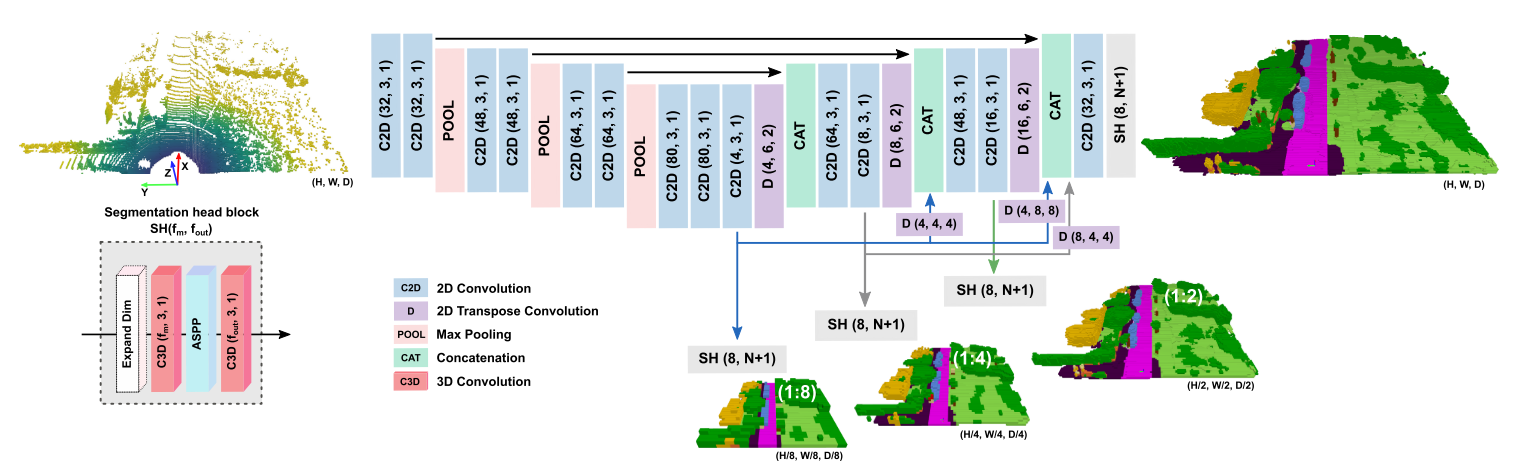 X
Z
Y
(H, W, D)
Segmentation head block
SH(fm, fout)
Expand Dim
C3D (fm, 3, 1)
ASPP
C3D (fout, 3, 1)
C2D (32, 3, 1)
C2D (32, 3, 1)
POOL
C2D (48, 3, 1)
C2D (48, 3, 1)
POOL
C2D (64, 3, 1)
C2D (64, 3, 1)
POOL
C2D (80, 3, 1)
C2D (80, 3, 1)
C2D (4, 3, 1)
D (4, 6, 2)
CAT
C2D (64, 3, 1)
C2D (8, 3, 1)
D (8, 6, 2)
CAT
C2D (48, 3, 1)
C2D (16, 3, 1)
D (16, 6, 2)
CAT
C2D (32, 3, 1)
SH (8, N+1)
D (4, 4, 4)
D (4, 8, 8)
D (8, 4, 4)
(H, W, D)
C2D 2D Convolution
D 2D Transpose Convolution
POOL Max Pooling
CAT Concatenation
C3D 3D Convolution
SH (8, N+1)
SH (8, N+1)
SH (8, N+1)
(1:8)
(H/8, W/8, D/8)
(1:4)
(H/4, W/4, D/4)
(1:2)
(H/2, W/2, D/2)